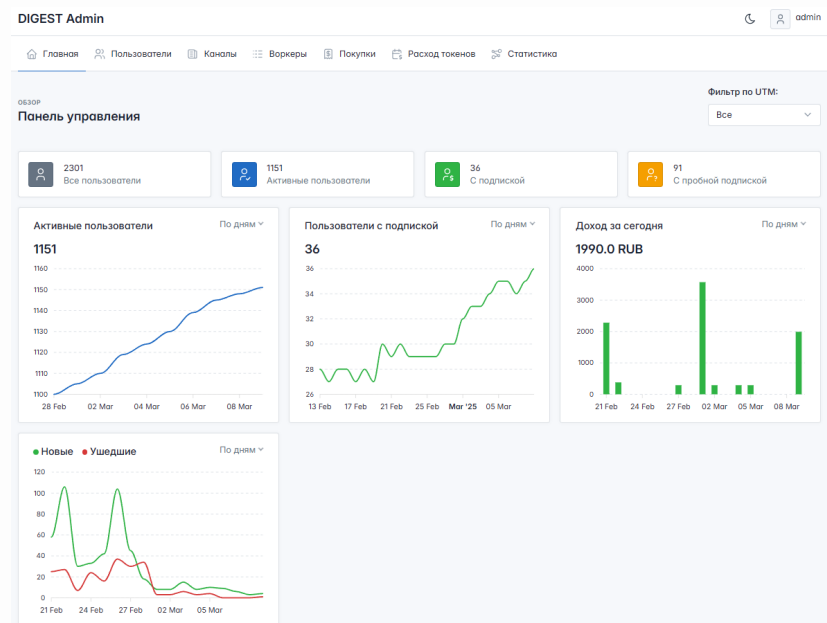 DIGEST Admin
admin
Главная Пользователи Каналы Воркеры Покупки Расход токенов Статистика
ОБЗОР
Панель управления
Фильтр по UTM:
Все
2301
Все пользователи
1151
Активные пользователи
36
С подпиской
91
С пробной подпиской
Активные пользователи По дням
1151
1160
1150
1140
1130
1120
1110
1100
28 Feb 02 Mar 04 Mar 06 Mar 08 Mar
Пользователи с подпиской По дням
36
36
34
32
30
28
26
13 Feb 17 Feb 21 Feb 25 Feb Mar '25 05 Mar
Доход за сегодня По дням
1990.0 RUB
4000
3000
2000
1000
0
21 Feb 24 Feb 27 Feb 02 Mar 05 Mar 08 Mar
Новые Ушедшие По дням
120
100
80
60
40
20
0
21 Feb 24 Feb 27 Feb 02 Mar 05 Mar